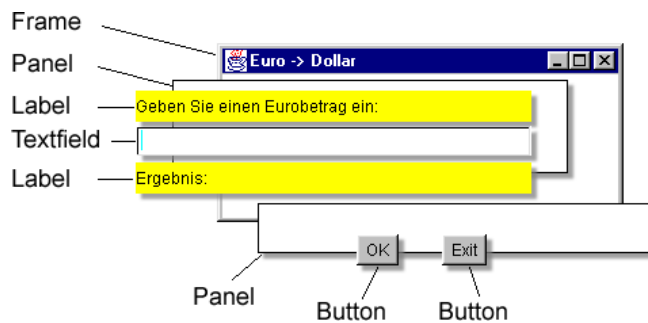 Frame
Euro -> Dollar
Panel
Label
Geben Sie einen Eurobetrag ein:
Textfield
Label
Ergebnis:
OK
Exit
Panel
Button
Button